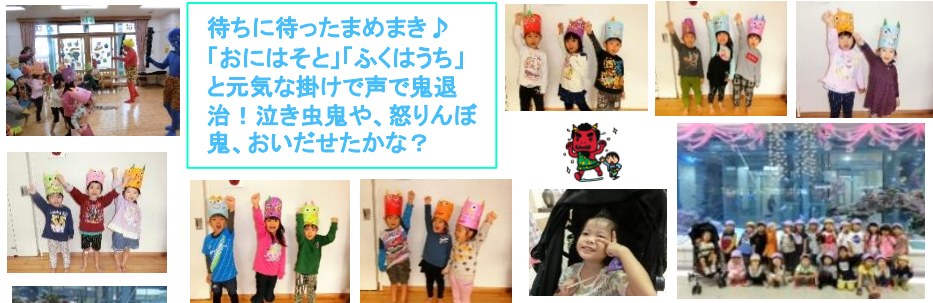 待ちに待ったまめまき♪
「おにはそと」「ふくはうち」
と元気な掛けで声で鬼退
治！泣き虫鬼や、怒りんぼ
鬼、おいだせたかな？